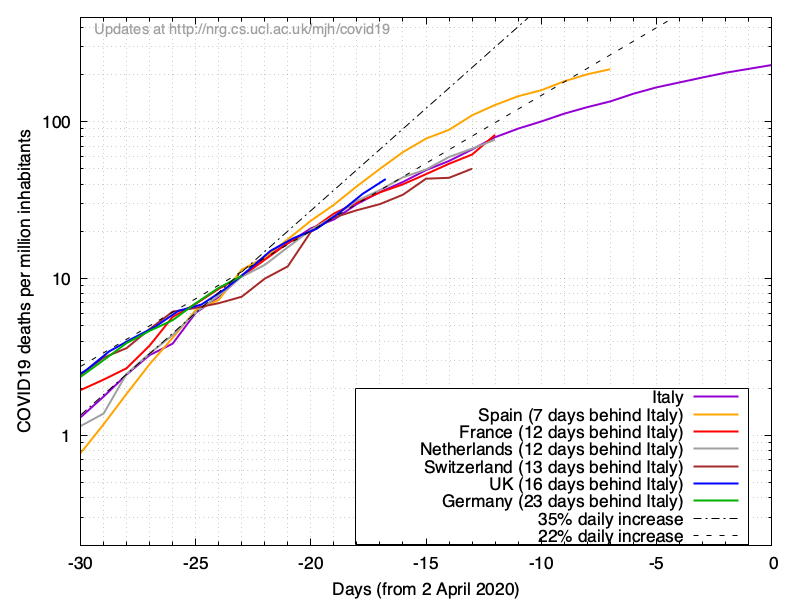 Updates at http://nrg.cs.ucl.ac.uk/mjh/covid19
COVID19 deaths per million inhabitants
100
10
1
Italy
Spain (7 days behind Italy)
France (12 days behind Italy)
Netherlands (12 days behind Italy)
Switzerland (13 days behind Italy)
UK (16 days behind Italy)
Germany (23 days behind Italy)
35% daily increase
22% daily increase
-30 -25 -20 -15 -10 -5 0
Days (from 2 April 2020)